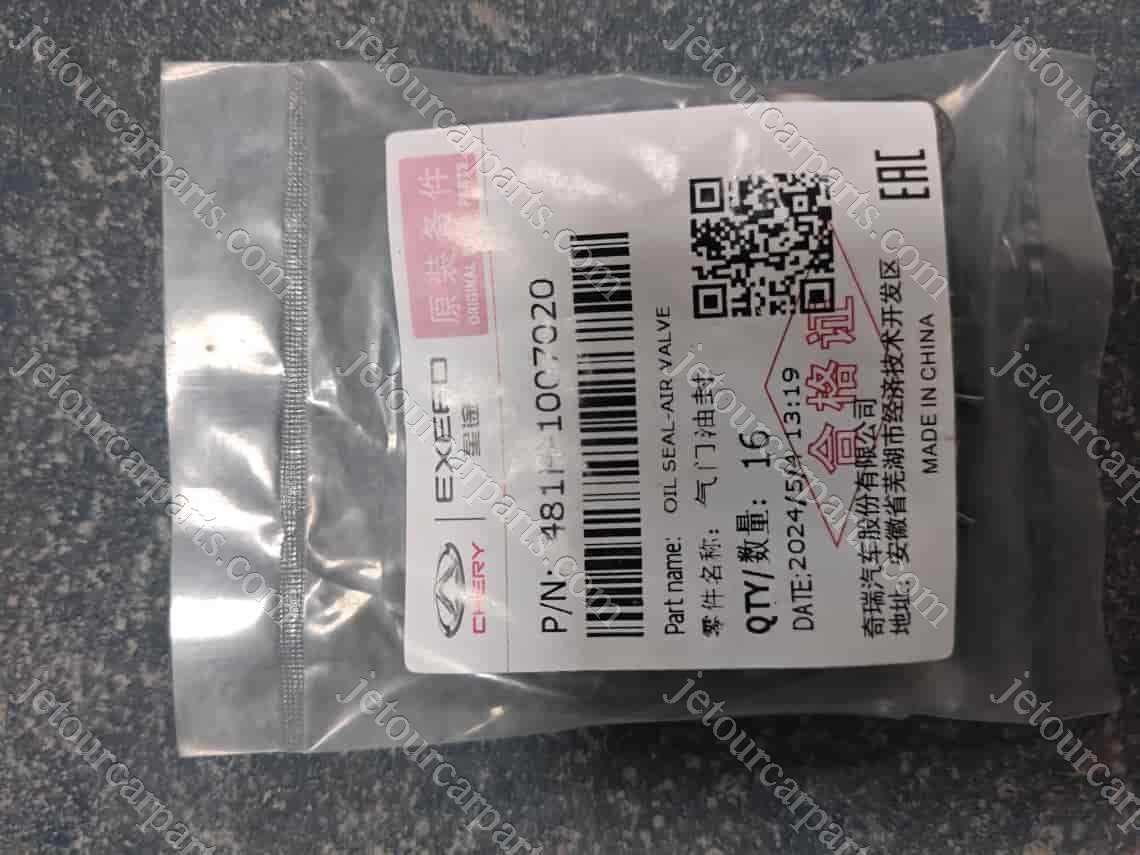 CHERY
EXEED
星途
原装备件
ORIGINAL
P/N: 481H-1007020
Part name: OIL SEAL-AIR VALVE
零件名称: 气门油封
QTY/数量: 16
DATE:2024/5/4 13:19
合格证
奇瑞汽车股份有限公司
地址: 安徽省芜湖市经济技术开发区
MADE IN CHINA
EAC
jetourcarparts.com